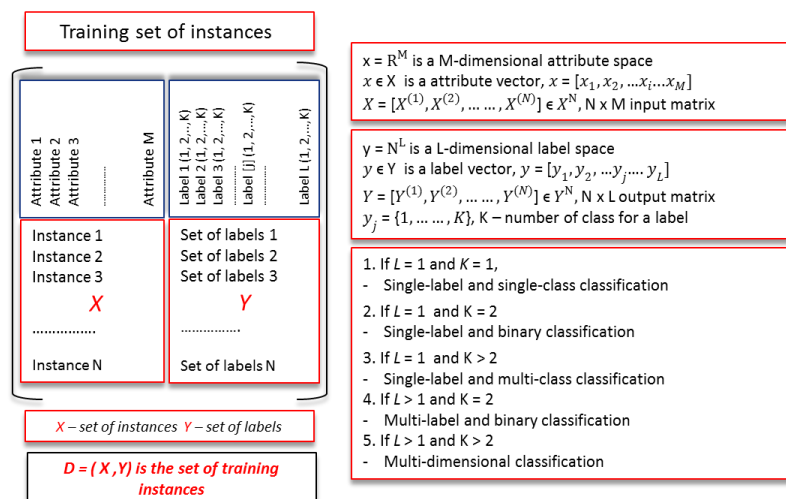 Training set of instances
Attribute 1
Attribute 2
Attribute 3
............
Attribute M
Label 1 (1, 2,..., K)
Label 2 (1, 2,..., K)
Label 3 (1, 2,..., K)
............
Label [j] (1, 2,..., K)
............
Label L (1, 2,..., K)
Instance 1
Instance 2
Instance 3
X
................
Instance N
Set of labels 1
Set of labels 2
Set of labels 3
Y
................
Set of labels N
X – set of instances Y – set of labels
D = ( X ,Y) is the set of training
instances
x = R^M is a M-dimensional attribute space
x ϵ X is a attribute vector, x = [x₁, x₂, …xᵢ…x_M]
X = [X^(1), X^(2), … …, X^(N)] ϵ X^N, N x M input matrix
y = N^L is a L-dimensional label space
y ϵ Y is a label vector, y = [y₁, y₂, …y_j…. y_L]
Y = [Y^(1), Y^(2), … …, Y^(N)] ϵ Y^N, N x L output matrix
y_j = {1, … …, K}, K – number of class for a label
1. If L = 1 and K = 1,
- Single-label and single-class classification
2. If L = 1 and K = 2
- Single-label and binary classification
3. If L = 1 and K > 2
- Single-label and multi-class classification
4. If L > 1 and K = 2
- Multi-label and binary classification
5. If L > 1 and K > 2
- Multi-dimensional classification